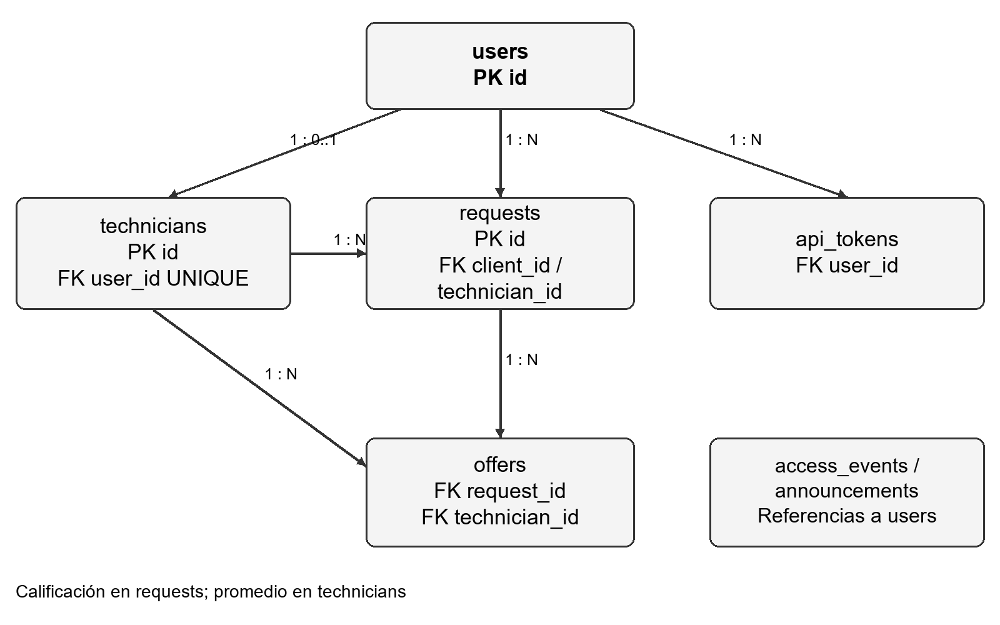 users
PK id
1 : 0..1
1 : N
1 : N
technicians
PK id
FK user_id UNIQUE
1 : N
requests
PK id
FK client_id /
technician_id
api_tokens
FK user_id
1 : N
1 : N
offers
FK request_id
FK technician_id
access_events /
announcements
Referencias a users
Calificación en requests; promedio en technicians